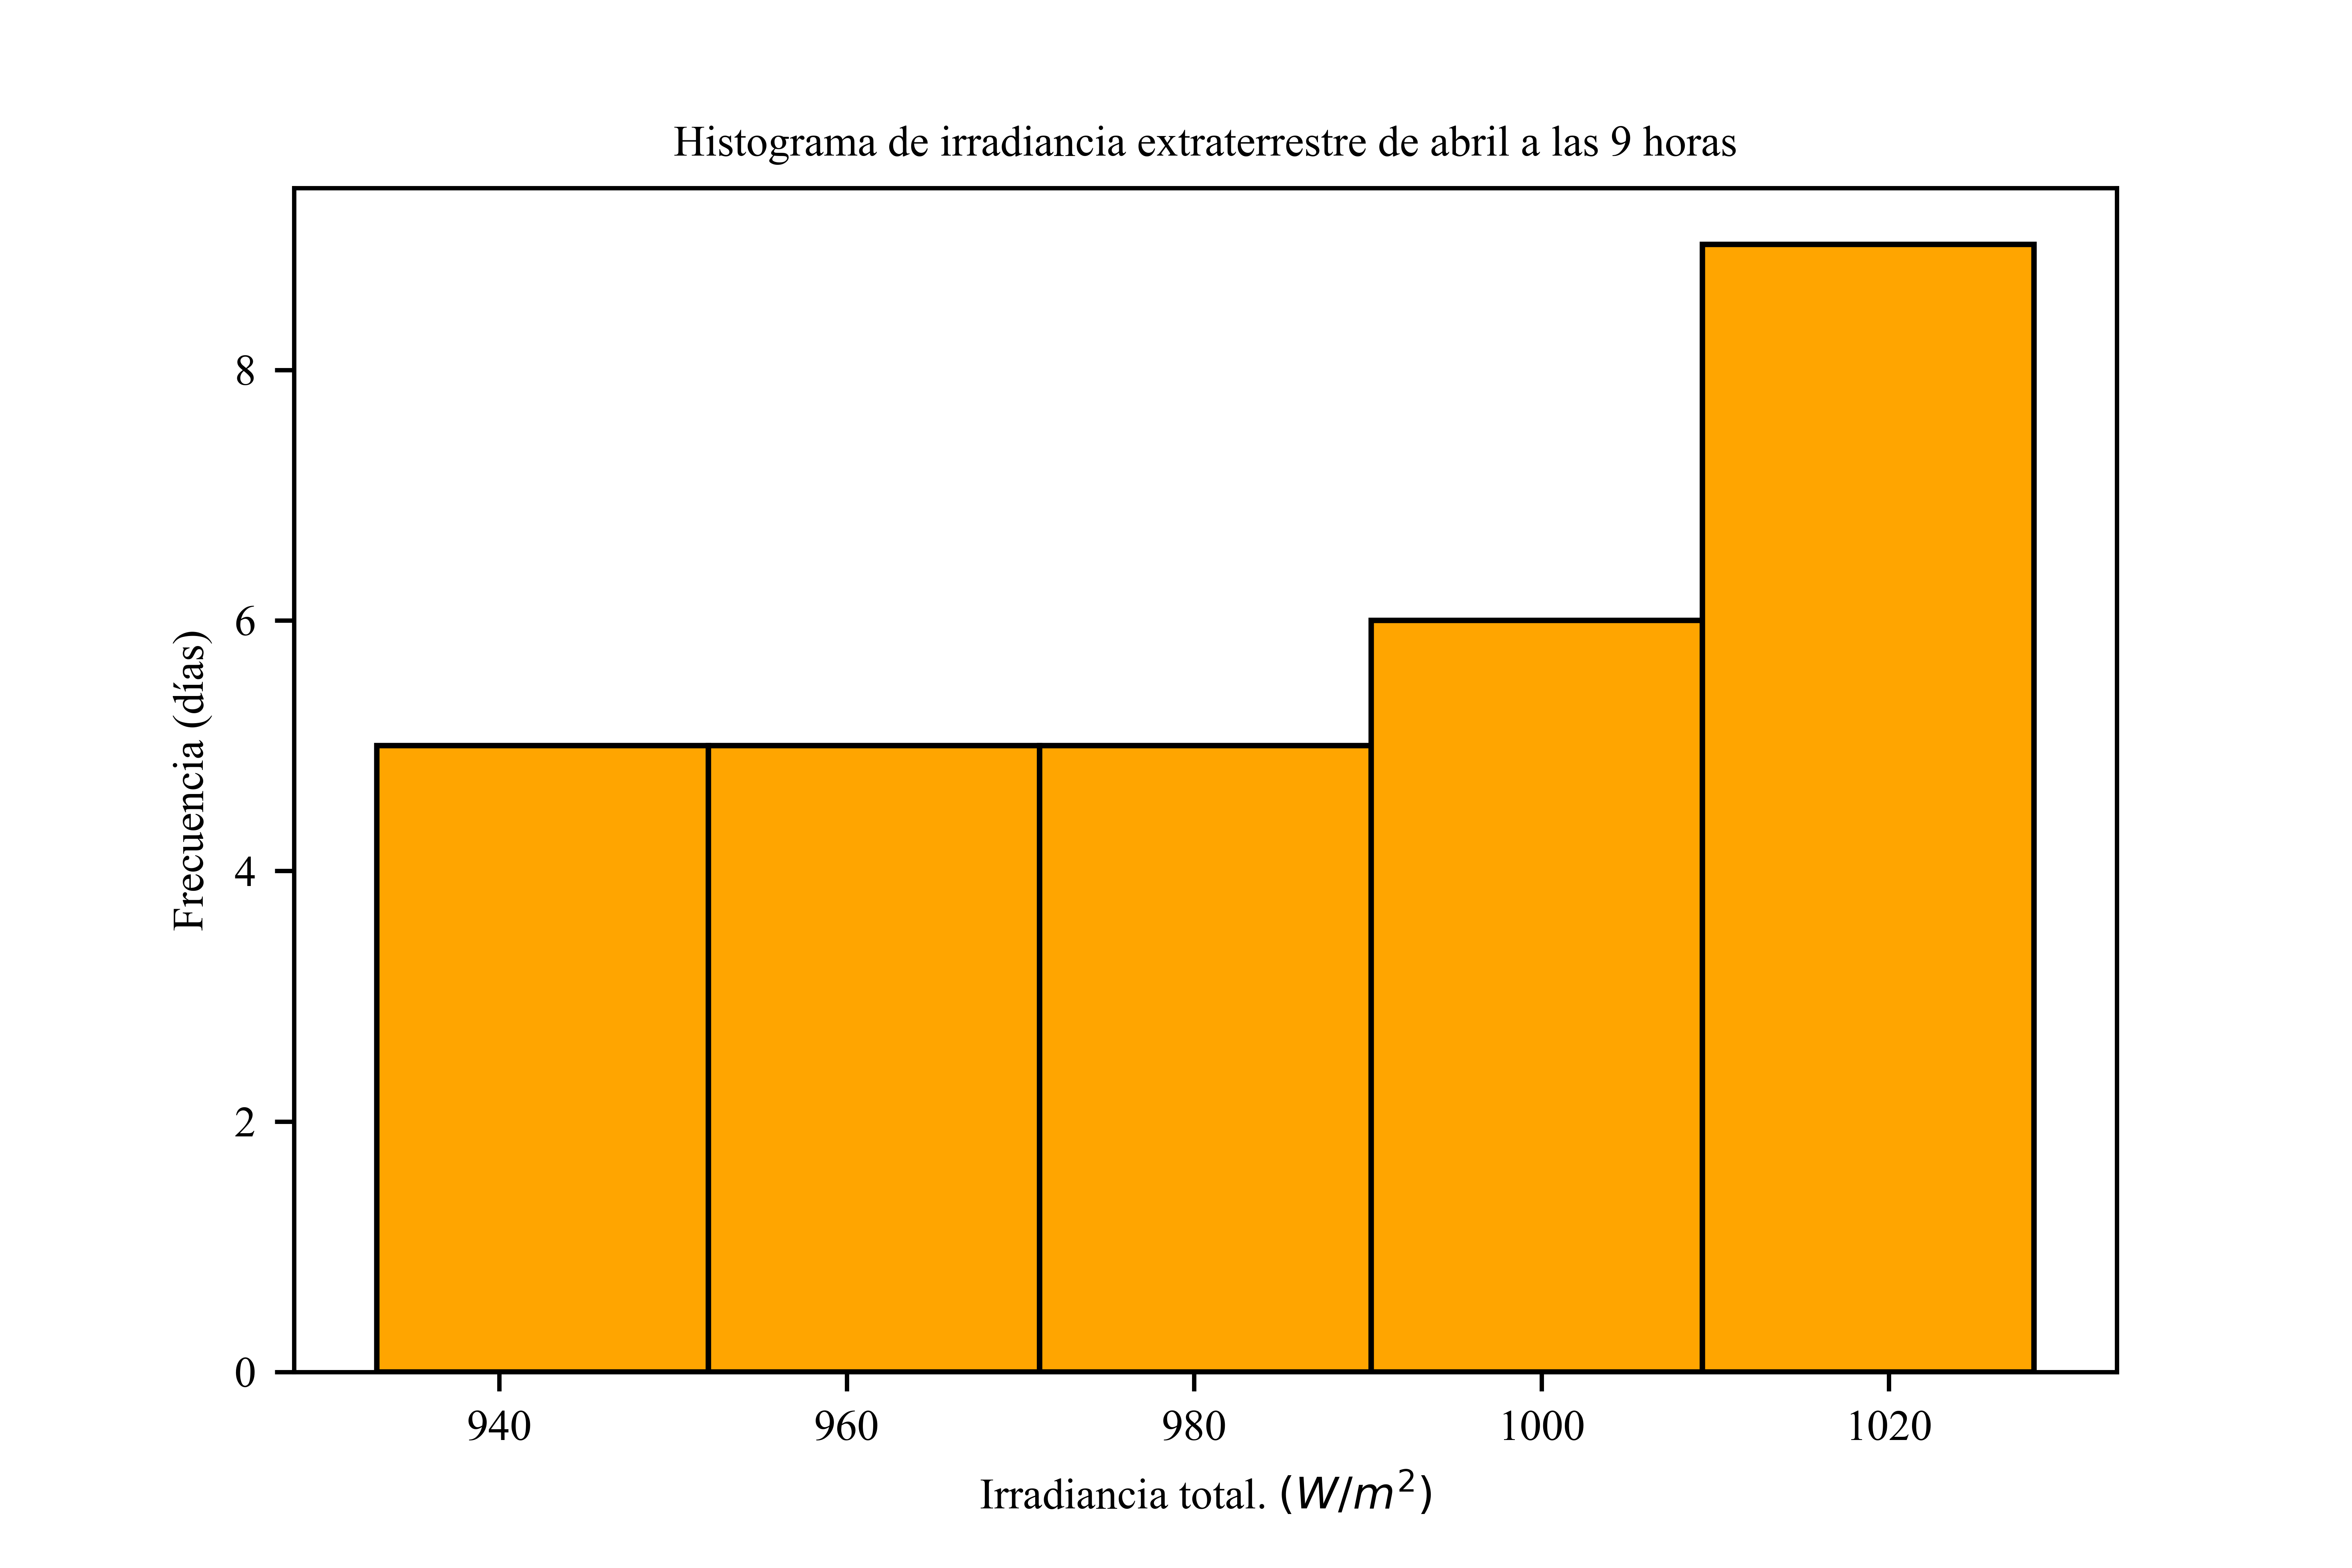 Histograma de irradiancia extraterrestre de abril a las 9 horas
Frecuencia (días)
8
6
4
2
0
940 960 980 1000 1020
Irradiancia total. (W/m²)